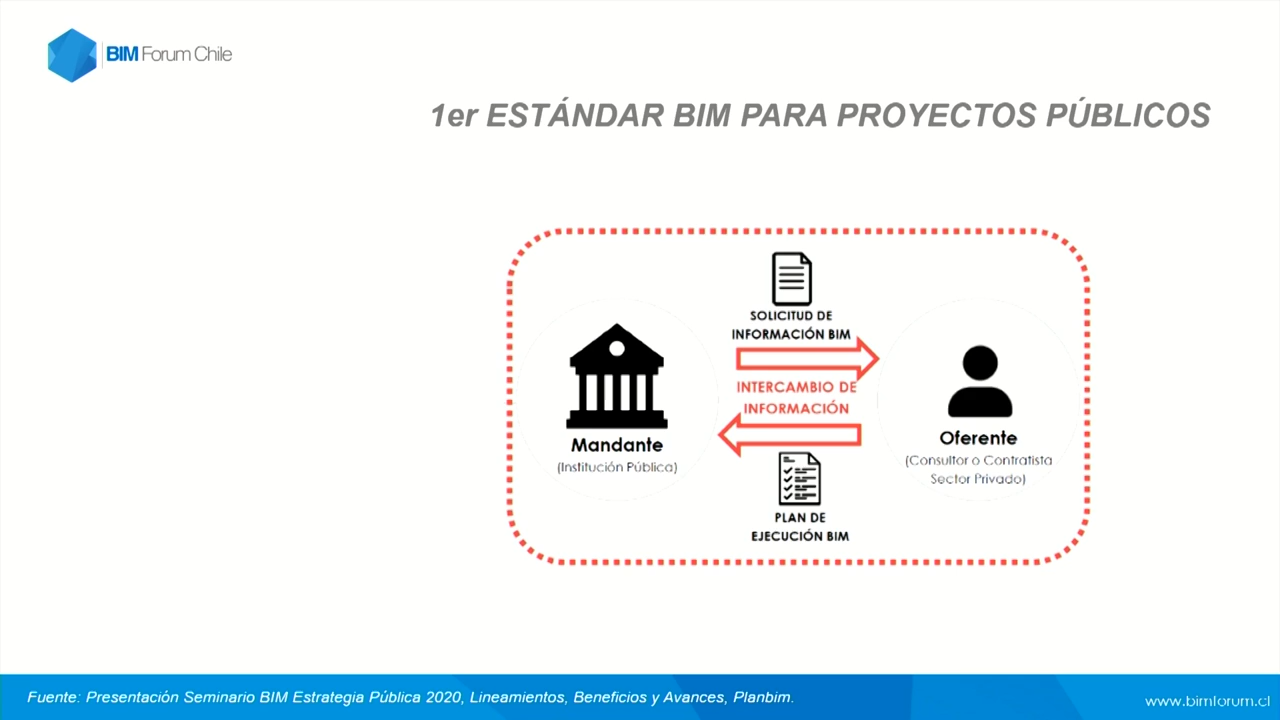 BIM Forum Chile
1er ESTÁNDAR BIM PARA PROYECTOS PÚBLICOS
SOLICITUD DE
INFORMACIÓN BIM
INTERCAMBIO DE
INFORMACIÓN
Mandante
(Institución Pública)
Oferente
(Consultor o Contratista
Sector Privado)
PLAN DE
EJECUCIÓN BIM
Fuente: Presentación Seminario BIM Estrategia Pública 2020, Lineamientos, Beneficios y Avances, Planbim.
www.bimforum.cl